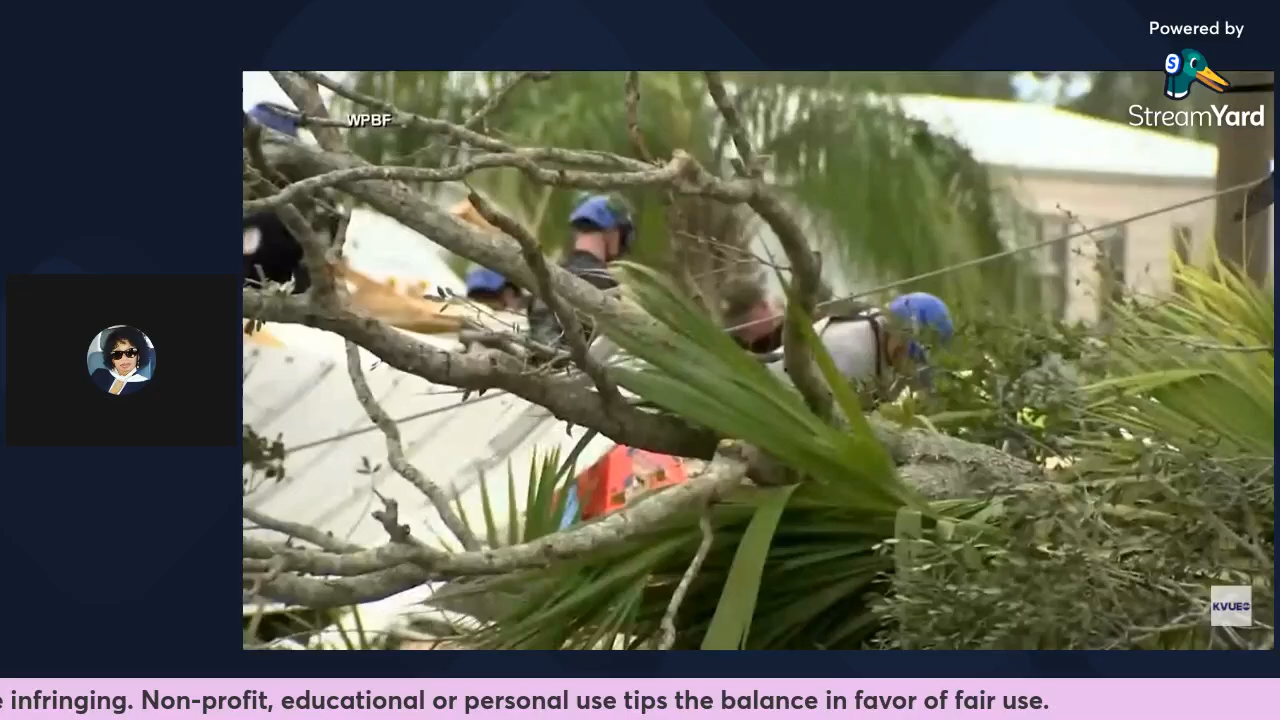 Powered by
StreamYard
WPBF
KVUE
infringing. Non-profit, educational or personal use tips the balance in favor of fair use.